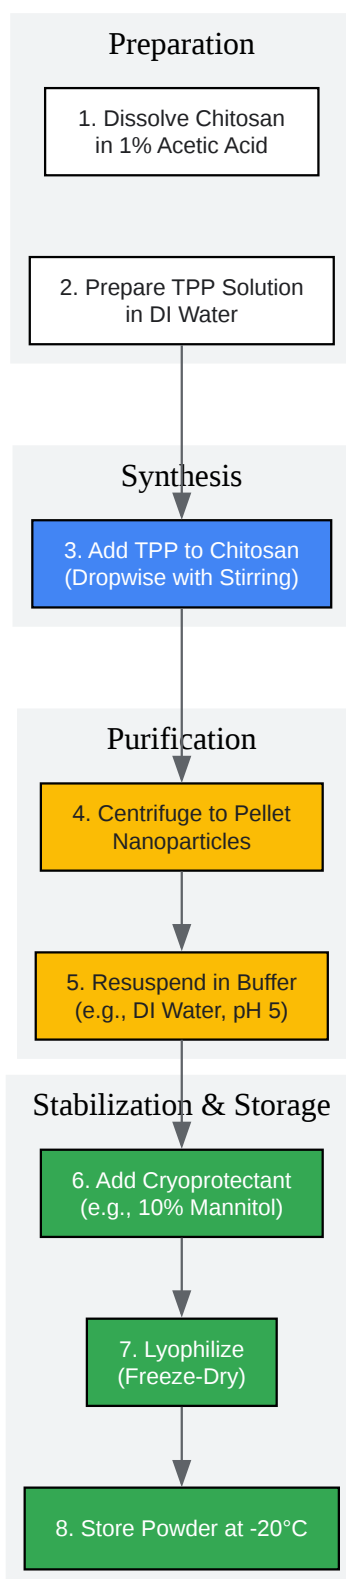 Preparation
1. Dissolve Chitosan
in 1% Acetic Acid
2. Prepare TPP Solution
in DI Water
Synthesis
3. Add TPP to Chitosan
(Dropwise with Stirring)
Purification
4. Centrifuge to Pellet
Nanoparticles
5. Resuspend in Buffer
(e.g., DI Water, pH 5)
Stabilization & Storage
6. Add Cryoprotectant
(e.g., 10% Mannitol)
7. Lyophilize
(Freeze-Dry)
8. Store Powder at -20°C